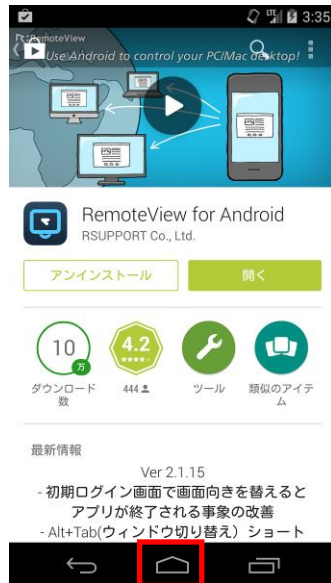 LTE 3:35
RemoteView
Use Android to control your PC/Mac desktop!
RemoteView for Android
RSUPPORT Co., Ltd.
アンインストール 開く
10 万 4.2
ダウンロード数 444 ツール 類似のアイテム
最新情報
Ver 2.1.15
- 初期ログイン画面で画面向きを替えると
アプリが終了される事象の改善
- Alt+Tab(ウィンドウ切り替え）ショート